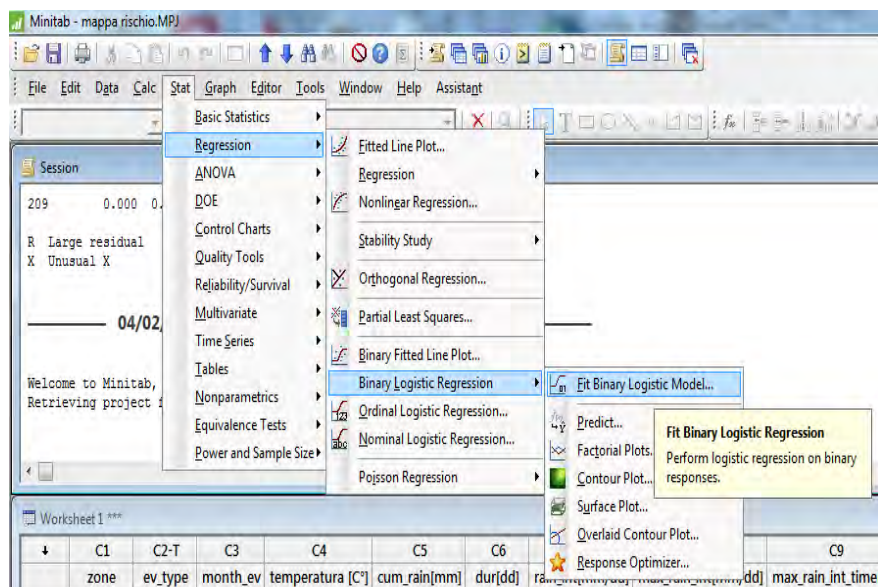 Minitab - mappa rischio.MPJ
File Edit Data Calc Stat Graph Editor Tools Window Help Assistant
Basic Statistics
Regression
ANOVA
DOE
Control Charts
Quality Tools
Reliability/Survival
Multivariate
Time Series
Tables
Nonparametrics
Equivalence Tests
Power and Sample Size
Fitted Line Plot...
Regression
Nonlinear Regression...
Stability Study
Orthogonal Regression...
Partial Least Squares...
Binary Fitted Line Plot...
Binary Logistic Regression
Ordinal Logistic Regression...
Nominal Logistic Regression...
Poisson Regression
Fit Binary Logistic Model...
Predict...
Factorial Plots.
Contour Plot...
Surface Plot...
Overlaid Contour Plot...
Response Optimizer...
Fit Binary Logistic Regression
Perform logistic regression on binary
responses.
Session
209 0.000 0.
R Large residual
X Unusual X
04/02/
Welcome to Minitab,
Retrieving project f
Worksheet 1 ***
C1 C2-T C3 C4 C5 C6 C9
zone ev_type month_ev temperatura [C°] cum_rain[mm] dur[dd] max_rain_int_time